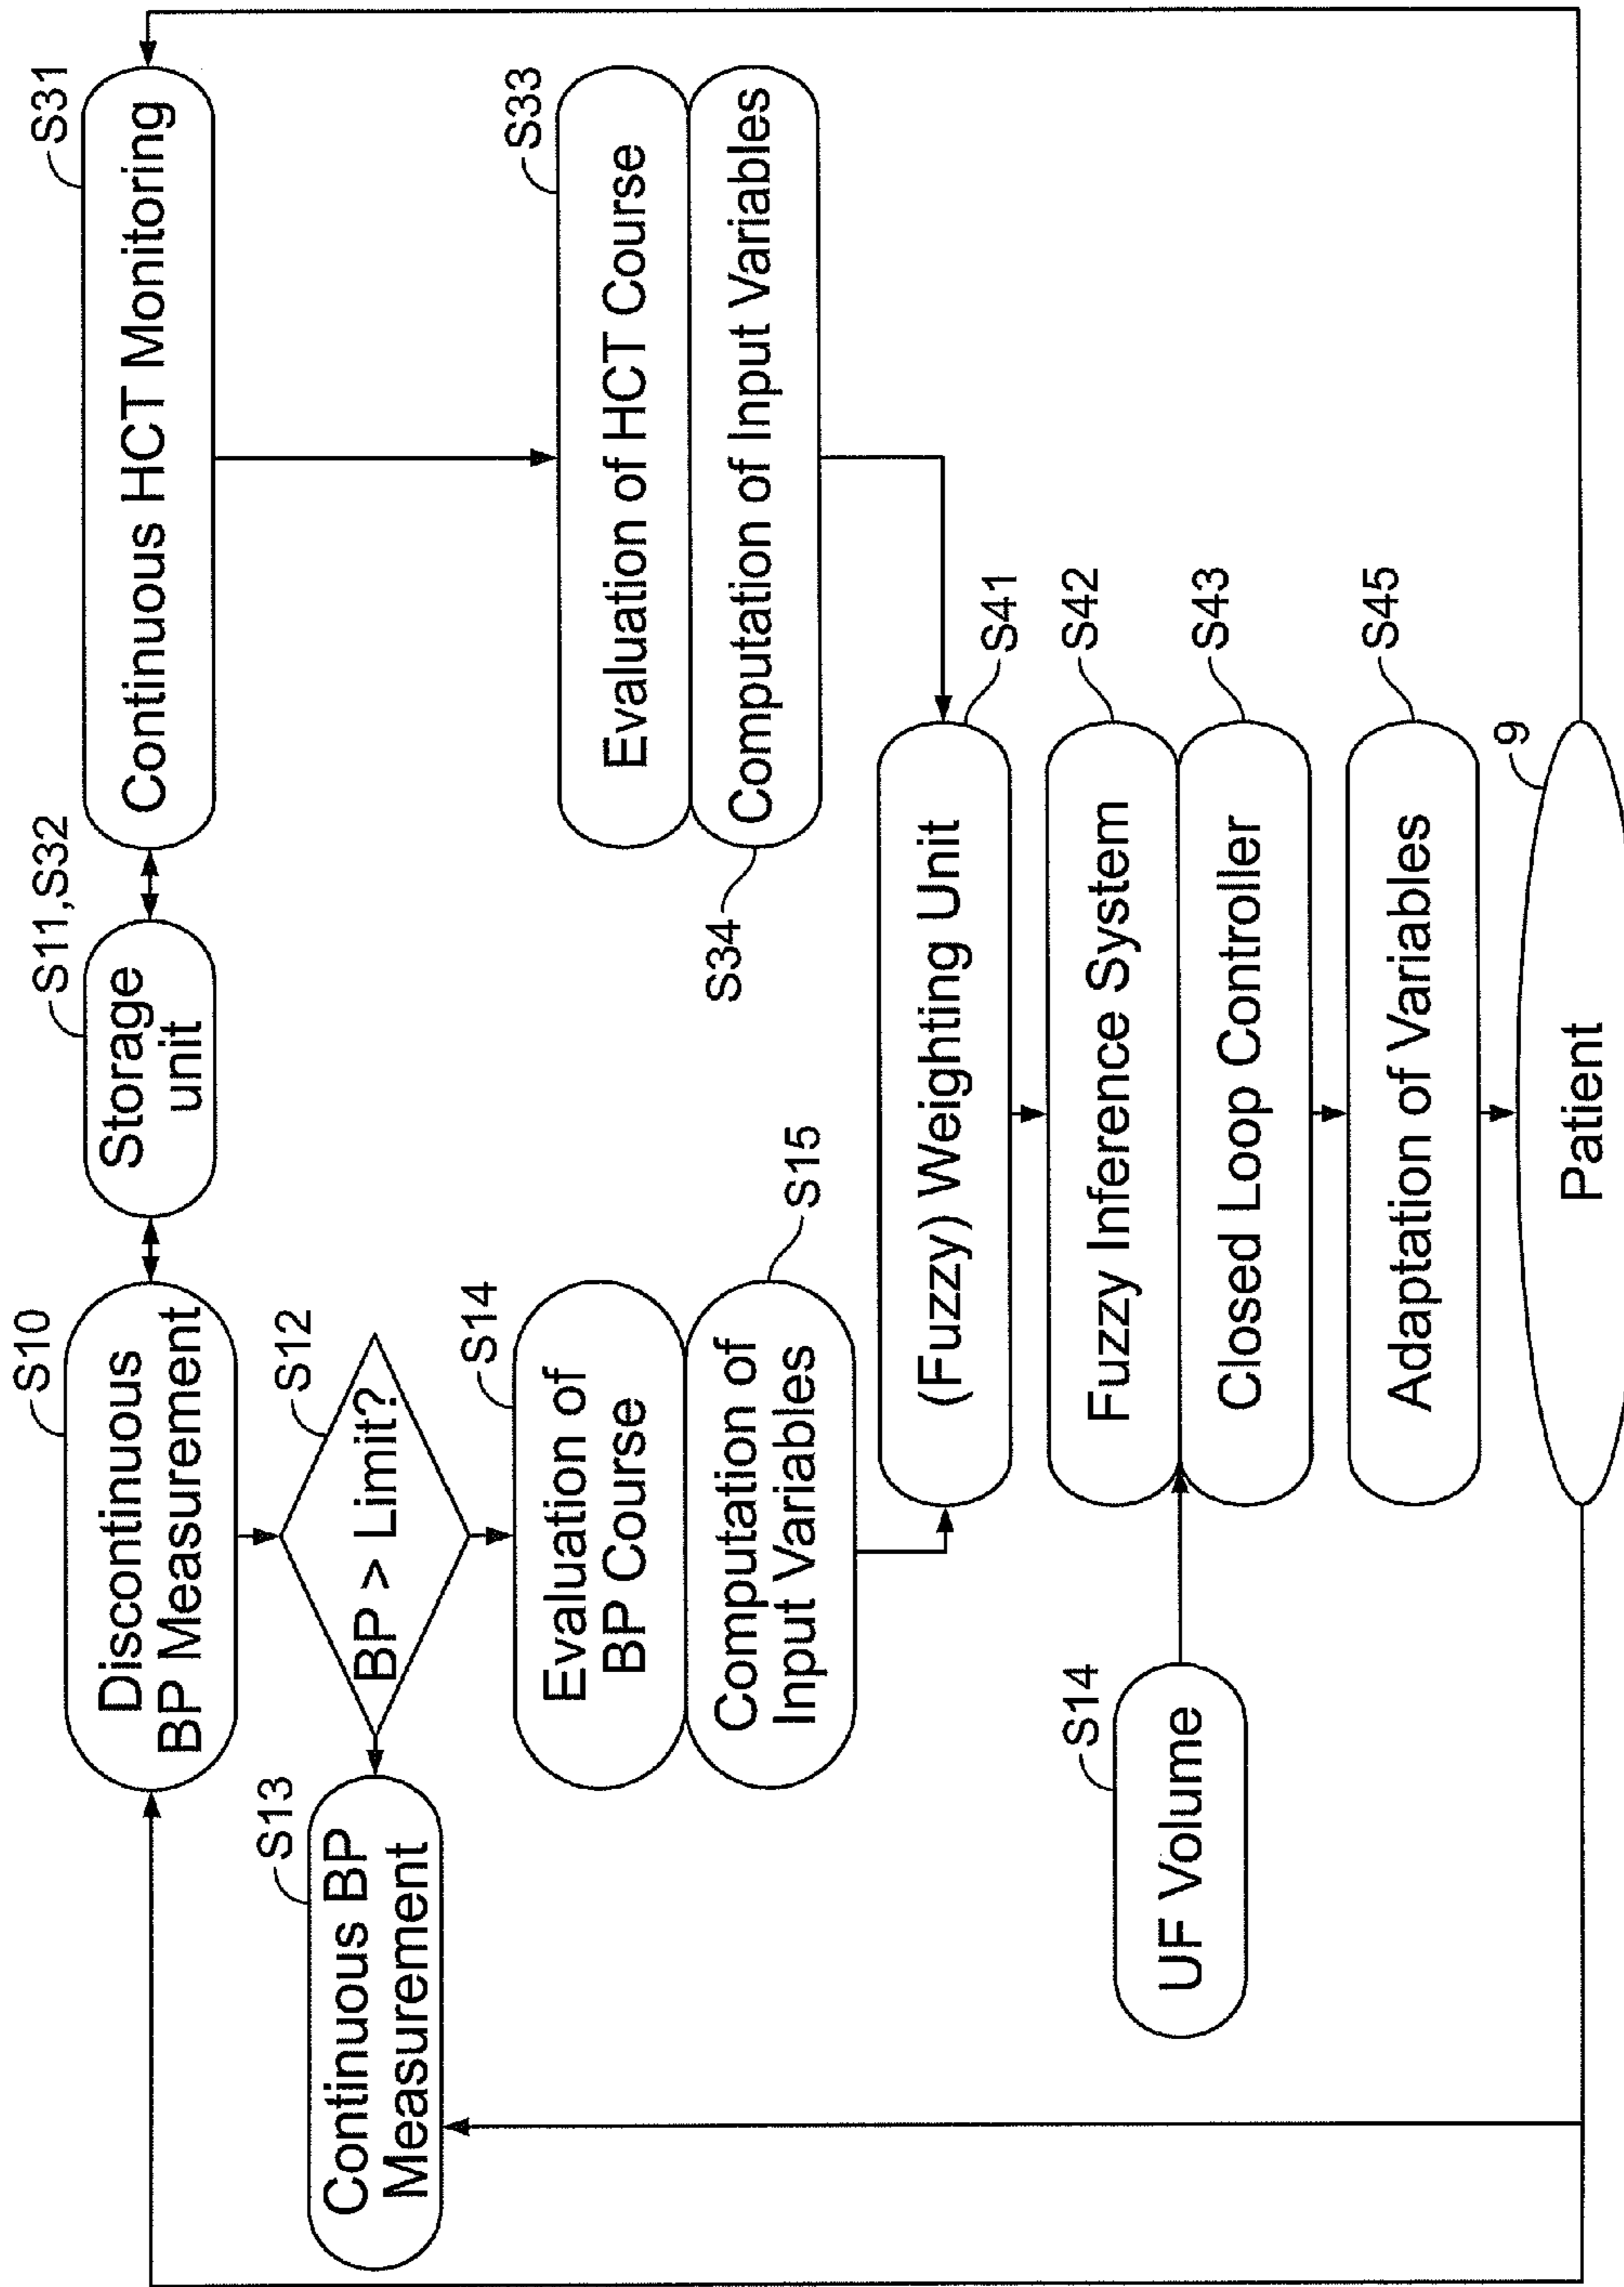 S10
Discontinuous
BP Measurement
S11,S32
Storage
unit
S31
Continuous HCT Monitoring
S12
BP > Limit?
S13
Continuous BP
Measurement
S14
Evaluation of
BP Course
Computation of
Input Variables
S15
S33
Evaluation of HCT Course
Computation of Input Variables
S34
(Fuzzy) Weighting Unit
S41
S14
UF Volume
Fuzzy Inference System
S42
Closed Loop Controller
S43
Adaptation of Variables
S45
Patient
9